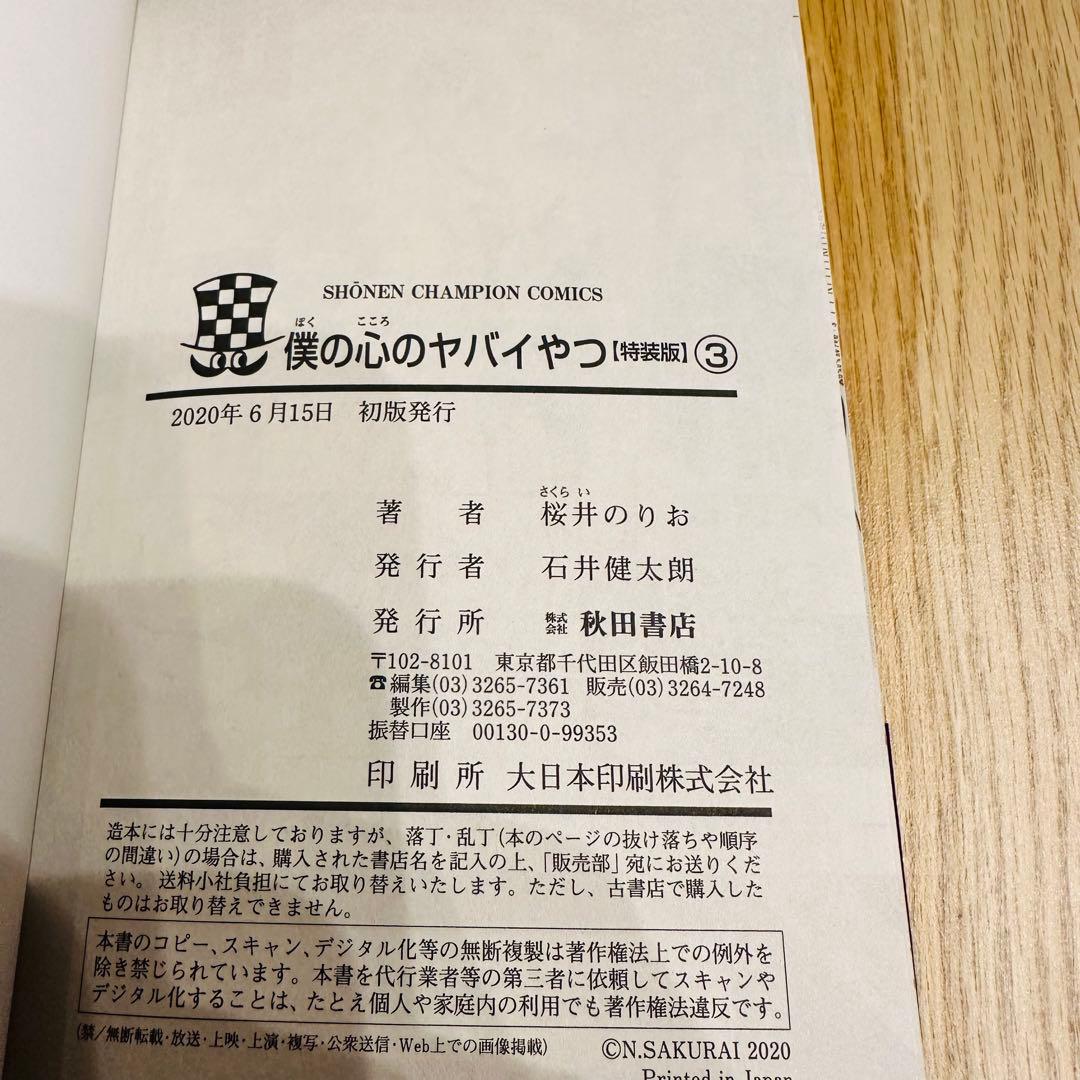 SHŌNEN CHAMPION COMICS
ぼく こころ
僕の心のヤバイやつ【特装版】③
2020年6月15日 初版発行
さくら い
著者 桜井のりお
発行者 石井健太朗
発行所 株式会社 秋田書店
〒102-8101 東京都千代田区飯田橋2-10-8
☎編集(03)3265-7361 販売(03)3264-7248
製作(03)3265-7373
振替口座 00130-0-99353
印刷所 大日本印刷株式会社
造本には十分注意しておりますが、落丁・乱丁(本のページの抜け落ちや順序
の間違い)の場合は、購入された書店名を記入の上、「販売部」宛にお送りくだ
さい。送料小社負担にてお取り替えいたします。ただし、古書店で購入した
ものはお取り替えできません。
本書のコピー、スキャン、デジタル化等の無断複製は著作権法上での例外を
除き禁じられています。本書を代行業者等の第三者に依頼してスキャンや
デジタル化することは、たとえ個人や家庭内の利用でも著作権法違反です。
(禁/無断転載・放送・上映・上演・複写・公衆送信・Web上での画像掲載)
©N.SAKURAI 2020
Printed in Japan